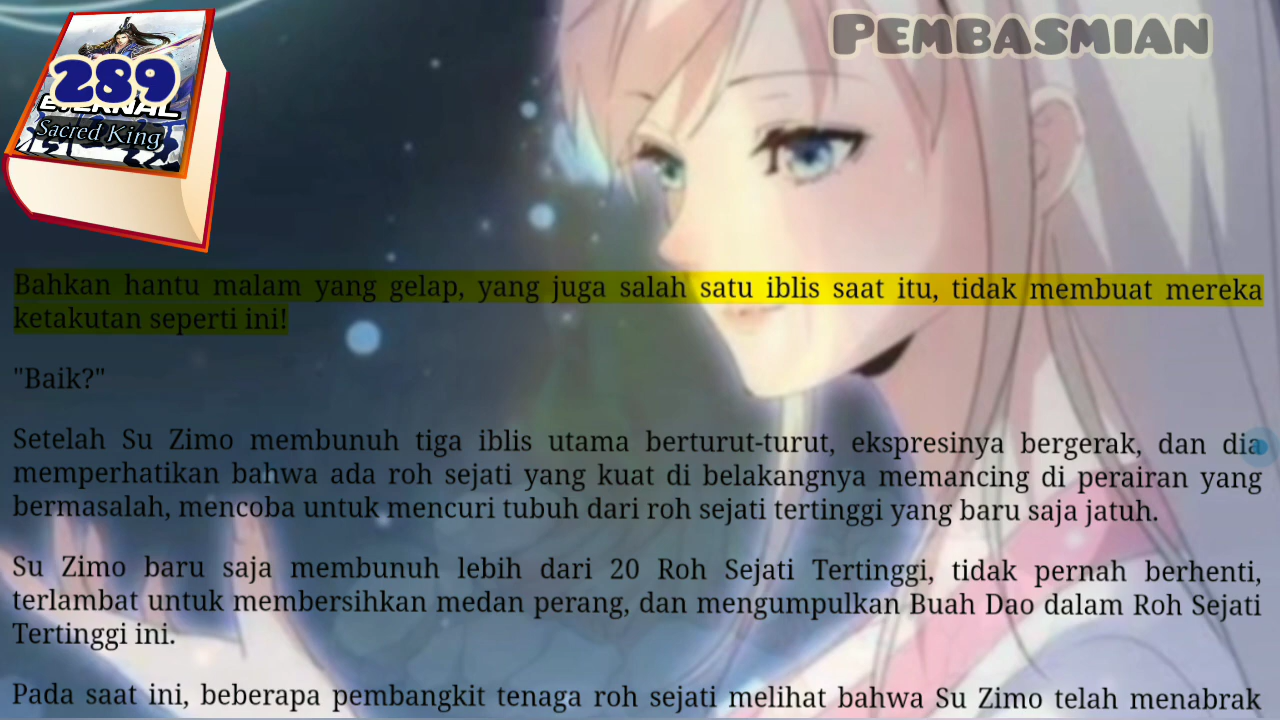 PEMBASMIAN
289
ETERNAL
Sacred King
Bahkan hantu malam yang gelap, yang juga salah satu iblis saat itu, tidak membuat mereka
ketakutan seperti ini!
"Baik?"
Setelah Su Zimo membunuh tiga iblis utama berturut-turut, ekspresinya bergerak, dan dia
memperhatikan bahwa ada roh sejati yang kuat di belakangnya memancing di perairan yang
bermasalah, mencoba untuk mencuri tubuh dari roh sejati tertinggi yang baru saja jatuh.
Su Zimo baru saja membunuh lebih dari 20 Roh Sejati Tertinggi, tidak pernah berhenti,
terlambat untuk membersihkan medan perang, dan mengumpulkan Buah Dao dalam Roh Sejati
Tertinggi ini.
Pada saat ini, beberapa pembangkit tenaga roh sejati melihat bahwa Su Zimo telah menabrak